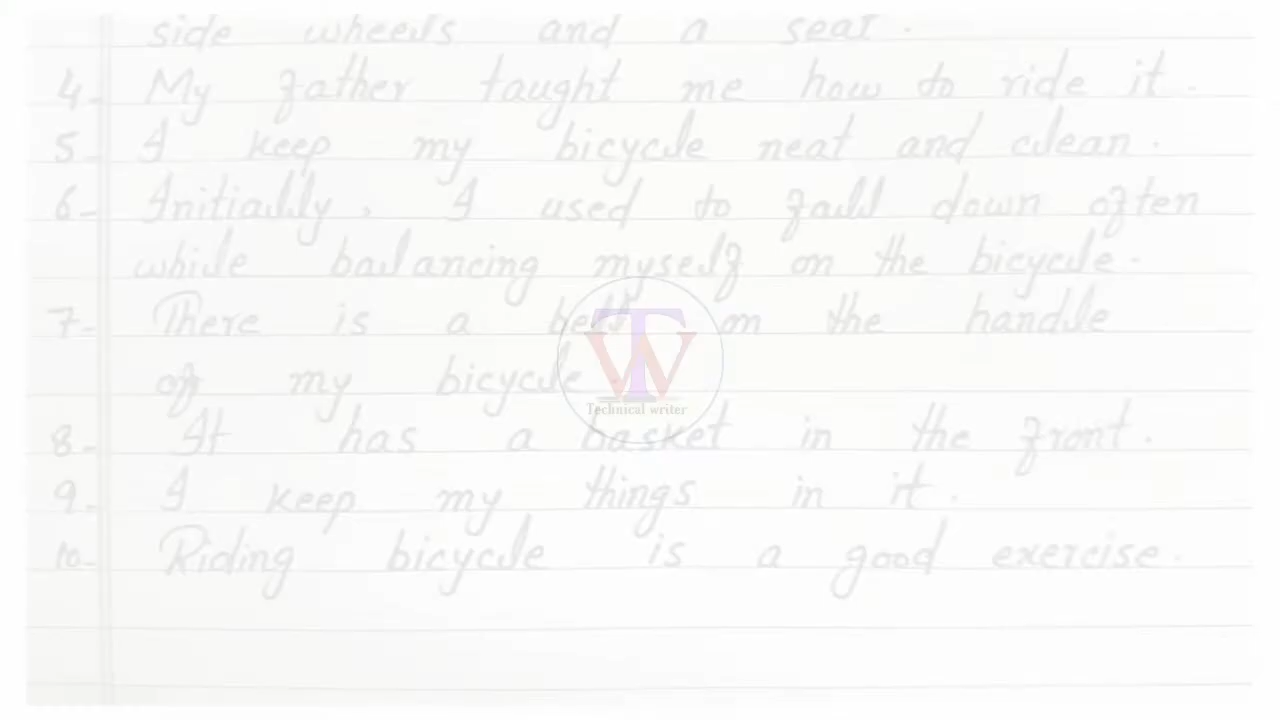 side wheels and a seat.
4- My father taught me how to ride it.
5- I keep my bicycle neat and clean.
6- Initially, I used to fall down often
while balancing myself on the bicycle.
7- There is a bell on the handle
of my bicycle.
8- It has a basket in the front.
9- I keep my things in it.
10- Riding bicycle is a good exercise.
TW
Technical writer